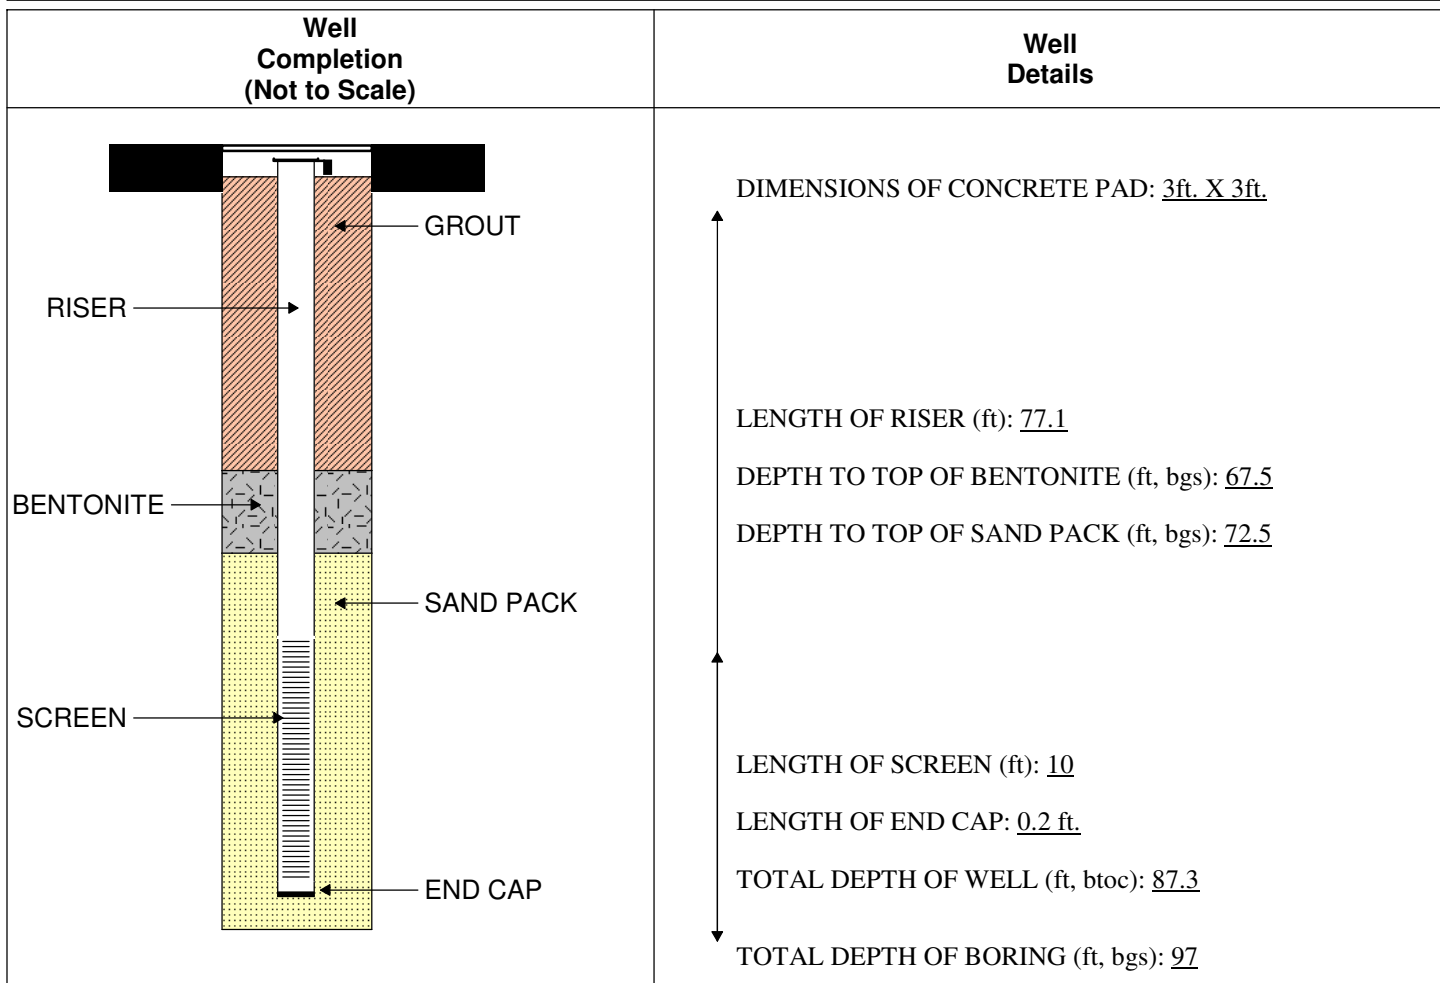 Well
Completion
(Not to Scale)
Well
Details
GROUT
RISER
BENTONITE
SAND PACK
SCREEN
END CAP
DIMENSIONS OF CONCRETE PAD: 3ft. X 3ft.
LENGTH OF RISER (ft): 77.1
DEPTH TO TOP OF BENTONITE (ft, bgs): 67.5
DEPTH TO TOP OF SAND PACK (ft, bgs): 72.5
LENGTH OF SCREEN (ft): 10
LENGTH OF END CAP: 0.2 ft.
TOTAL DEPTH OF WELL (ft, btoc): 87.3
TOTAL DEPTH OF BORING (ft, bgs): 97